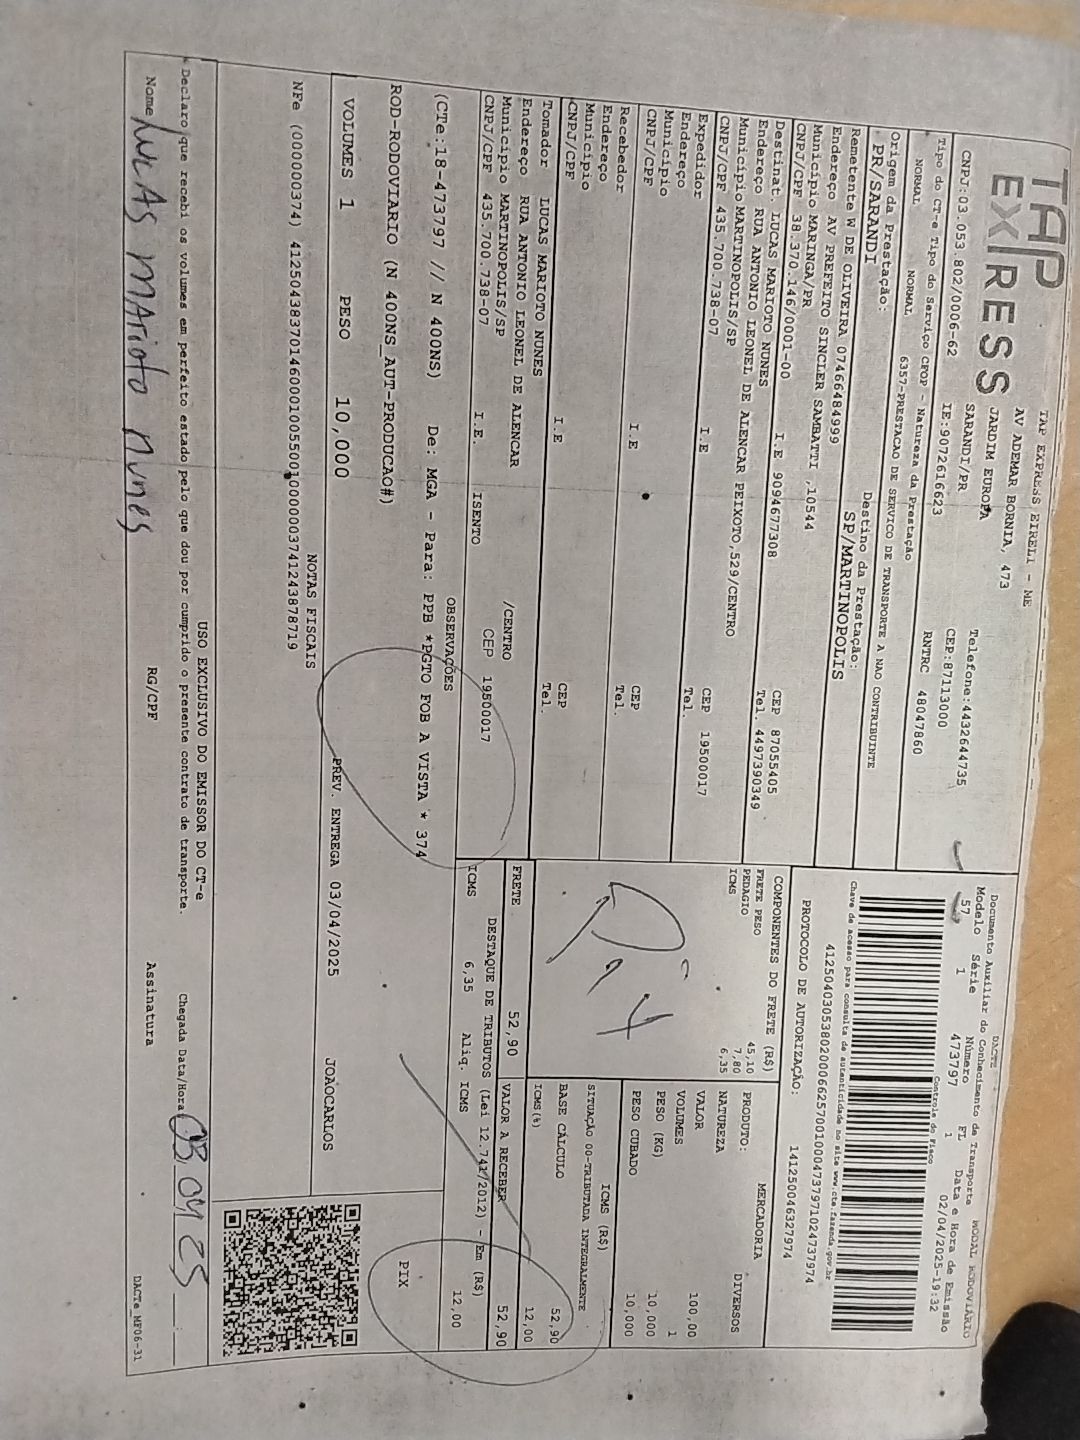 TAP EXPRESS
TAP EXPRESS EIRELI - ME
AV ADEMAR BORNIA, 473
JARDIM EUROPA
SARANDI/PR
Telefone:4432644735
CEP:87113000
CNPJ:03.053.802/0006-62
IE:9072616623
RNTRC 48047860
Tipo do CT-e Tipo do Serviço CFOP - Natureza da Prestação
NORMAL NORMAL 6357-PRESTACAO DE SERVICO DE TRANSPORTE A NAO CONTRIBUINTE
Origem da Prestação: Destino da Prestação:
PR/SARANDI SP/MARTINOPOLIS
DACTE MODAL RODOVIÁRIO
Documento Auxiliar do Conhecimento de Transporte
Modelo Série Número FL Data e Hora de Emissão
57 1 473797 1 02/04/2025-19:32
Controle do Fisco
Chave de acesso para consulta de autenticidade no site www.cte.fazenda.gov.br
41250403053802000662570010004737971024737974
PROTOCOLO DE AUTORIZAÇÃO: 141250046327974
Remetente W DE OLIVEIRA 07466484999
Endereço AV PREFEITO SINCLER SAMBATTI ,10544
Município MARINGA/PR CEP 87055405
CNPJ/CPF 38.370.146/0001-00 I.E 9094677308 Tel. 4497390349
Destinat. LUCAS MARIOTO NUNES
Endereço RUA ANTONIO LEONEL DE ALENCAR PEIXOTO,529/CENTRO
Município MARTINOPOLIS/SP CEP 19500017
CNPJ/CPF 435.700.738-07 I.E Tel.
Expedidor
Endereço
Município CEP
CNPJ/CPF I.E Tel.
Recebedor
Endereço
Município CEP
CNPJ/CPF I.E Tel.
Tomador LUCAS MARIOTO NUNES
Endereço RUA ANTONIO LEONEL DE ALENCAR /CENTRO
Município MARTINOPOLIS/SP CEP 19500017
CNPJ/CPF 435.700.738-07 I.E. ISENTO
COMPONENTES DO FRETE (R$)
FRETE PESO 45,10
PEDAGIO 7,80
ICMS 6,35
FRETE 52,90
PRODUTO: MERCADORIA
NATUREZA DIVERSOS
VALOR 100,00
VOLUMES 1
PESO (KG) 10,000
PESO CUBADO 10,000
ICMS (R$)
SITUAÇÃO 00-TRIBUTADA INTEGRALMENTE
BASE CÁLCULO 52,90
ICMS(%) 12,00
VALOR A RECEBER 52,90
DESTAQUE DE TRIBUTOS (Lei 12.741/2012) - Em (R$)
ICMS 6,35 Aliq. ICMS 12,00
OBSERVAÇÕES
(CTe:18-473797 // N 400NS) De: MGA - Para: PPB *PGTO FOB A VISTA * 374
PIX
ROD-RODOVIARIO (N 400NS_AUT-PRODUCAO#)
VOLUMES 1 PESO 10,000 PREV. ENTREGA 03/04/2025 JOAOCARLOS
NOTAS FISCAIS
NFe (000000374) 41250438370146000100550010000003741243878719
USO EXCLUSIVO DO EMISSOR DO CT-e
* Declaro que recebi os volumes em perfeito estado pelo que dou por cumprido o presente contrato de transporte. Chegada Data/Hora 03 04 25 __:__
Nome Lucas Marioto Nunes RG/CPF Assinatura
DACTe_MF06-31